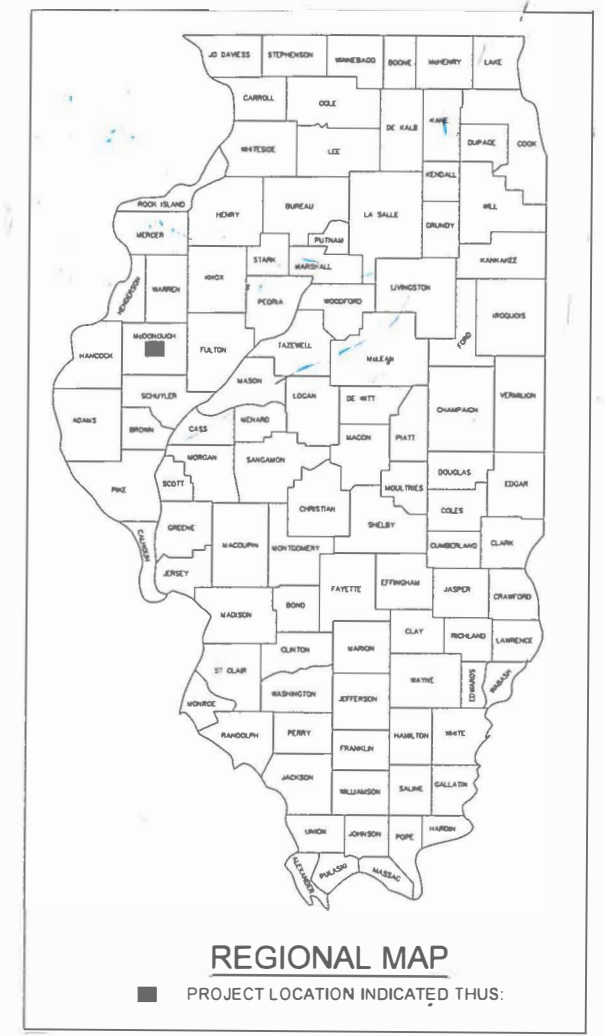 JO DAVIESS STEPHENSON WINNEBAGO BOONE McHENRY LAKE
CARROLL OGLE DE KALB KANE DUPAGE COOK
WHITESIDE LEE
KENDALL
ROCK ISLAND HENRY BUREAU LA SALLE GRUNDY WILL
MERCER PUTNAM
STARK MARSHALL KANKAKEE
HENDERSON WARREN KNOX PEORIA WOODFORD LIVINGSTON IROQUOIS
FORD
HANCOCK McDONOUGH FULTON TAZEWELL McLEAN
MASON
ADAMS SCHUYLER LOGAN DE WITT CHAMPAIGN VERMILION
BROWN CASS MENARD MACON PIATT
MORGAN SANGAMON
PIKE SCOTT MOULTRIES DOUGLAS EDGAR
CHRISTIAN COLES
GREENE SHELBY
CALHOUN MACOUPIN MONTGOMERY CUMBERLAND CLARK
JERSEY FAYETTE EFFINGHAM JASPER CRAWFORD
MADISON BOND
CLAY RICHLAND LAWRENCE
CLINTON MARION
ST CLAIR WAYNE EDWARDS WABASH
MONROE WASHINGTON JEFFERSON
RANDOLPH PERRY HAMILTON WHITE
FRANKLIN
JACKSON WILLIAMSON SALINE GALLATIN
UNION JOHNSON POPE HARDIN
ALEXANDER PULASKI MASSAC
REGIONAL MAP
PROJECT LOCATION INDICATED THUS: